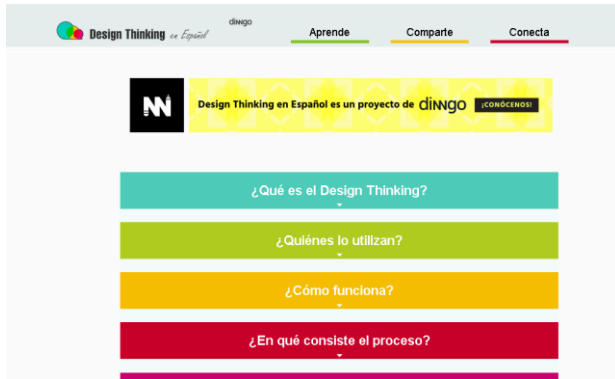 Design Thinking en Español
dinngo
Aprende
Comparte
Conecta
Design Thinking en Español es un proyecto de dinngo ¡CONÓCENOS!
¿Qué es el Design Thinking?
¿Quiénes lo utilizan?
¿Cómo funciona?
¿En qué consiste el proceso?